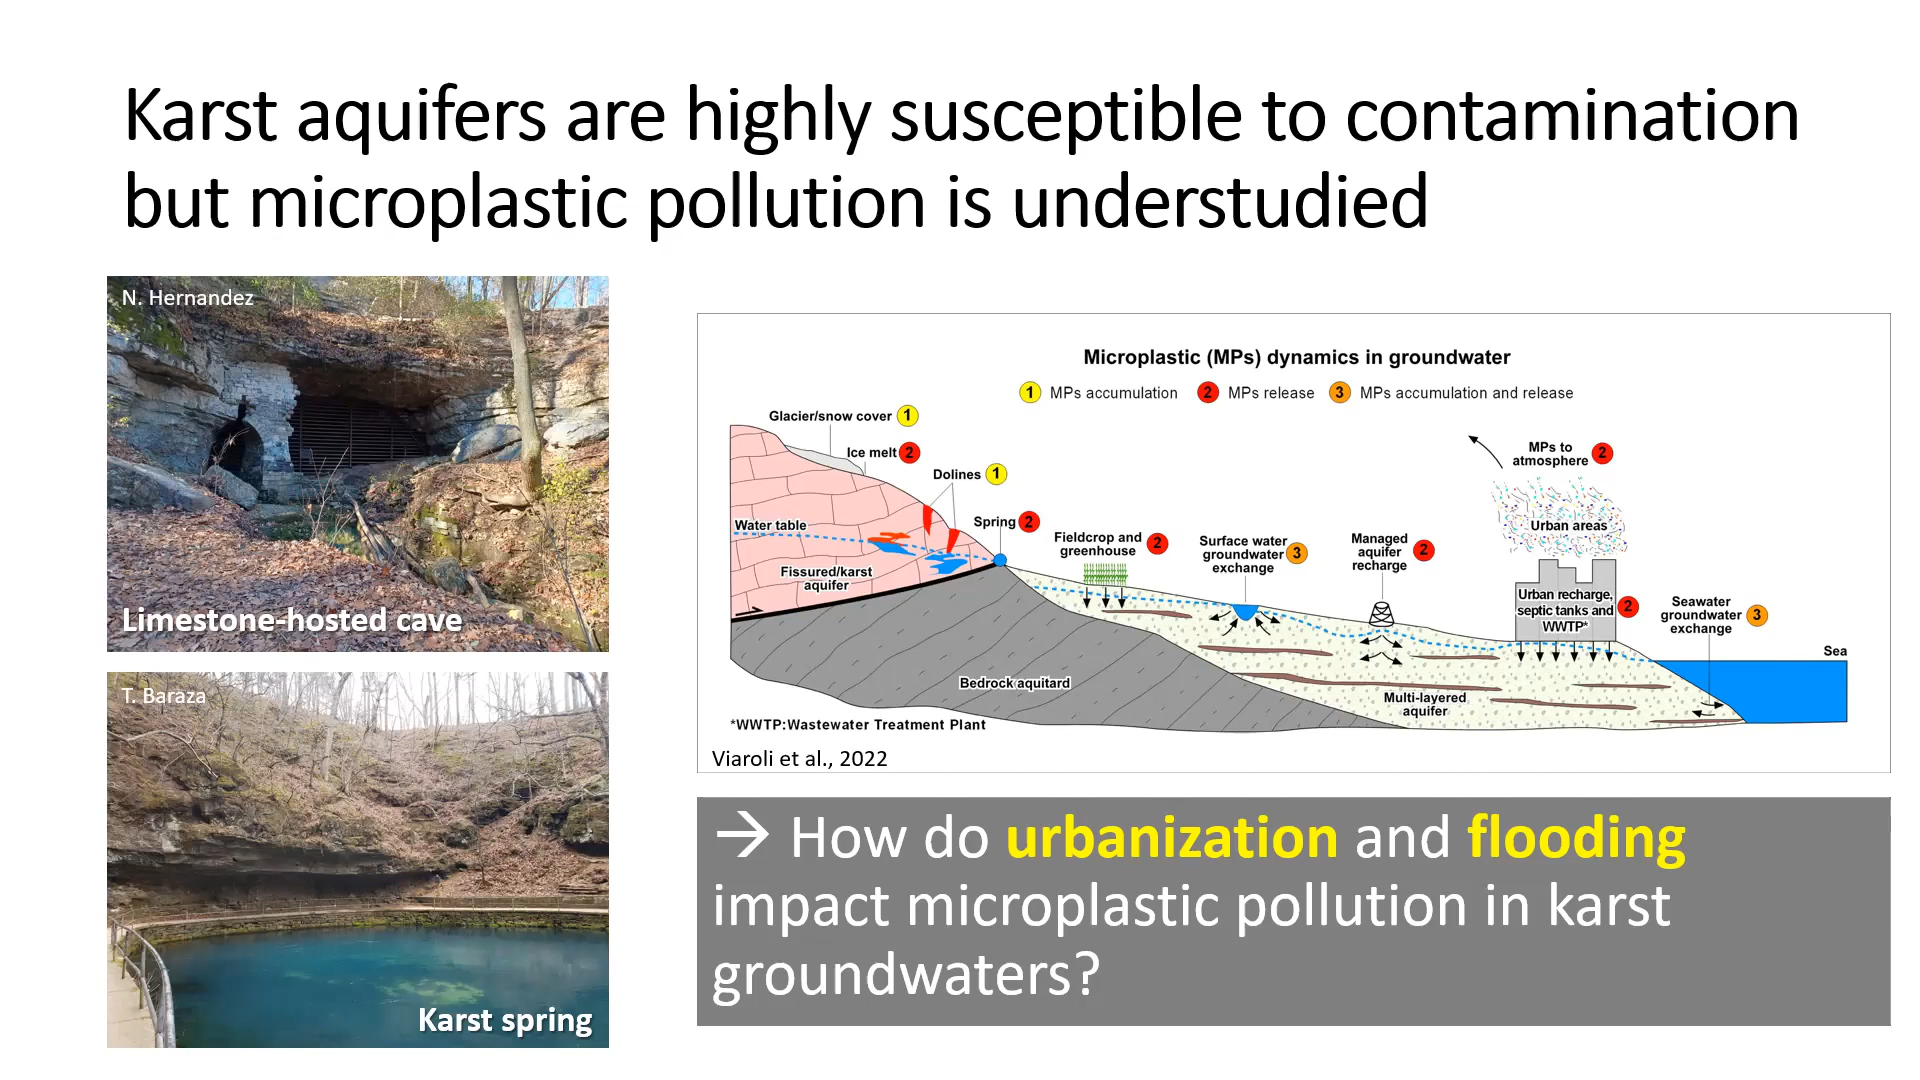 Karst aquifers are highly susceptible to contamination
but microplastic pollution is understudied
N. Hernandez
Limestone-hosted cave
T. Baraza
Karst spring
Microplastic (MPs) dynamics in groundwater
1 MPs accumulation 2 MPs release 3 MPs accumulation and release
Glacier/snow cover 1
Ice melt 2
Dolines 1
Water table
Spring 2
Fissured/karst
aquifer
Fieldcrop and
greenhouse 2
Surface water
groundwater
exchange 3
Managed
aquifer
recharge 2
MPs to
atmosphere 2
Urban areas
Urban recharge,
septic tanks and
WWTP* 2
Seawater
groundwater
exchange 3
Sea
Bedrock aquitard
Multi-layered
aquifer
*WWTP:Wastewater Treatment Plant
Viaroli et al., 2022
→ How do urbanization and flooding
impact microplastic pollution in karst
groundwaters?